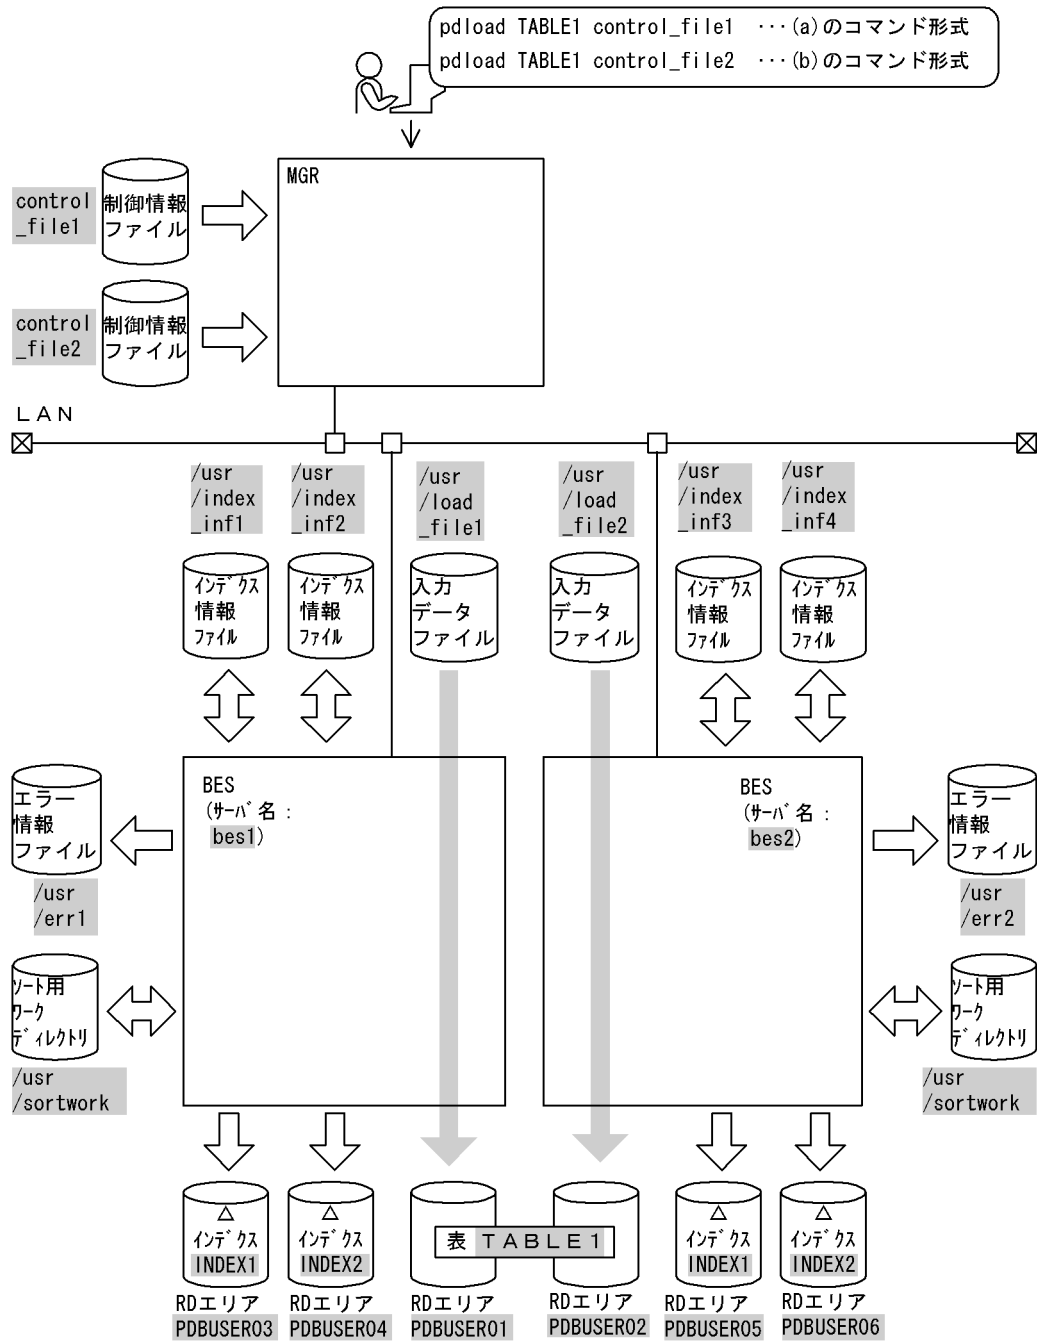 pdload TABLE1 control_file1 ･･･(a)のコマンド形式
pdload TABLE1 control_file2 ･･･(b)のコマンド形式
MGR
control
_file1
制御情報
ファイル
control
_file2
制御情報
ファイル
ＬＡＮ
/usr
/index
_inf1
/usr
/index
_inf2
/usr
/load
_file1
/usr
/load
_file2
/usr
/index
_inf3
/usr
/index
_inf4
ｲﾝﾃﾞｸｽ
情報
ﾌｧｲﾙ
ｲﾝﾃﾞｸｽ
情報
ﾌｧｲﾙ
入力
データ
ファイル
入力
データ
ファイル
ｲﾝﾃﾞｸｽ
情報
ﾌｧｲﾙ
ｲﾝﾃﾞｸｽ
情報
ﾌｧｲﾙ
エラー
情報
ファイル
/usr
/err1
BES
(ｻｰﾊﾞ名：
bes1)
BES
(ｻｰﾊﾞ名：
bes2)
エラー
情報
ファイル
/usr
/err2
ｿｰﾄ用
ﾜｰｸ
ﾃﾞｨﾚｸﾄﾘ
/usr
/sortwork
ｿｰﾄ用
ﾜｰｸ
ﾃﾞｨﾚｸﾄﾘ
/usr
/sortwork
ｲﾝﾃﾞｸｽ
INDEX1
ｲﾝﾃﾞｸｽ
INDEX2
表 ＴＡＢＬＥ１
ｲﾝﾃﾞｸｽ
INDEX1
ｲﾝﾃﾞｸｽ
INDEX2
RDエリア
PDBUSER03
RDエリア
PDBUSER04
RDエリア
PDBUSER01
RDエリア
PDBUSER02
RDエリア
PDBUSER05
RDエリア
PDBUSER06